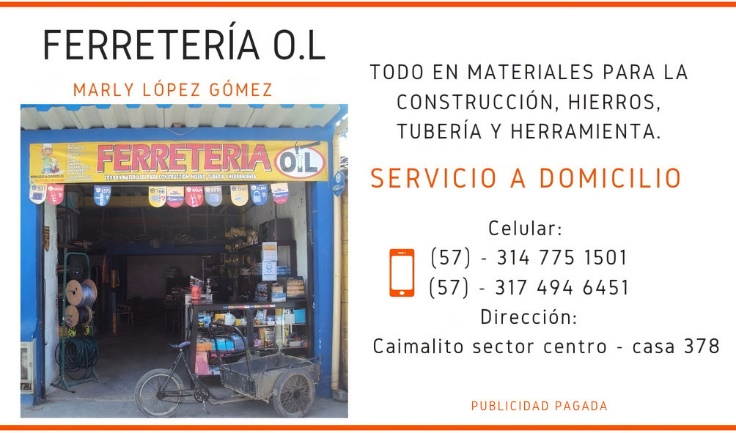 FERRETERÍA O.L
MARLY LÓPEZ GÓMEZ
FERRETERIA O.L
TODO EN MATERIALES PARA LA
CONSTRUCCIÓN, HIERROS,
TUBERÍA Y HERRAMIENTA.
SERVICIO A DOMICILIO
Celular:
(57) - 314 775 1501
(57) - 317 494 6451
Dirección:
Caimalito sector centro - casa 378
PUBLICIDAD PAGADA